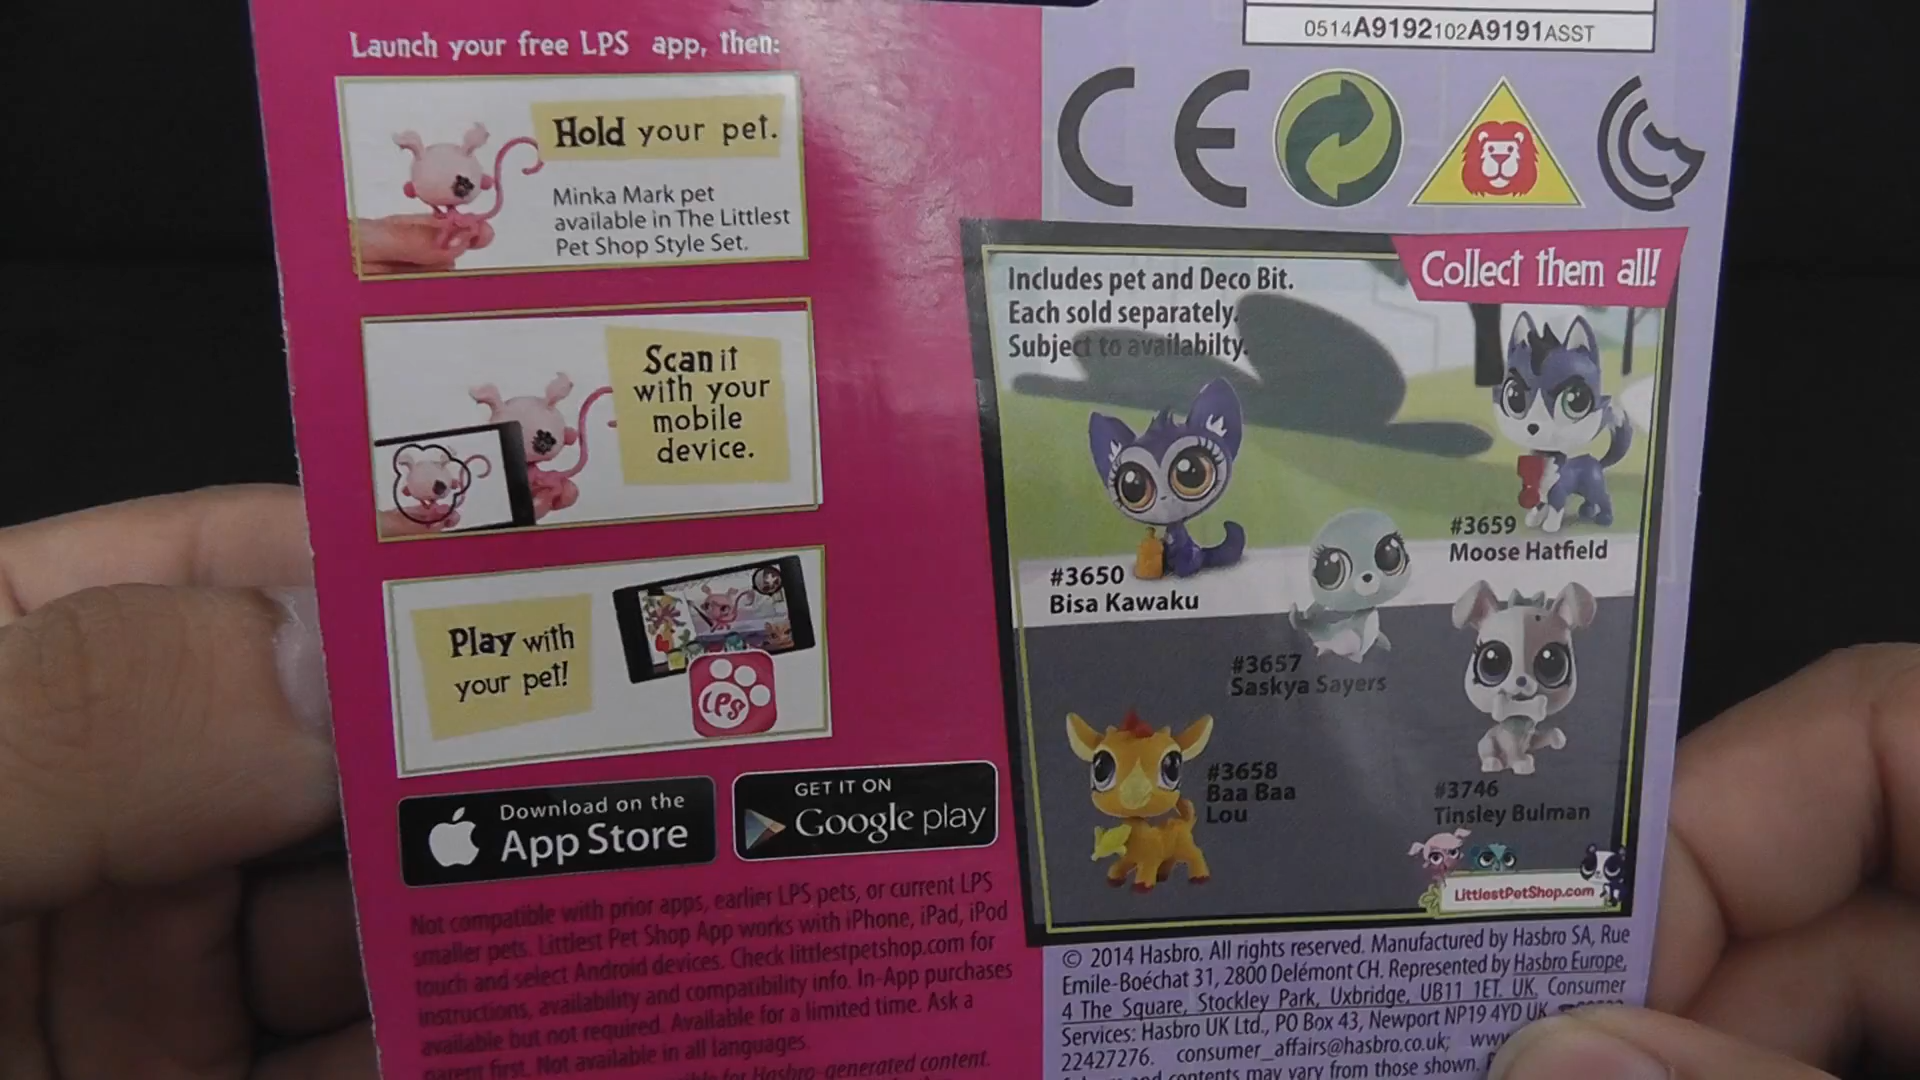 Launch your free LPS app, then:
Hold your pet.
Minka Mark pet
available in The Littlest
Pet Shop Style Set.
Scan it
with your
mobile
device.
Play with
your pet!
LPS
Download on the
App Store
GET IT ON
Google play
Not compatible with prior apps, earlier LPS pets, or current LPS
smaller pets. Littlest Pet Shop App works with iPhone, iPad, iPod
touch and select Android devices. Check littlestpetshop.com for
instructions, availability and compatibility info. In-App purchases
available but not required. Available for a limited time. Ask a
parent first. Not available in all languages.
for Hasbro-generated content.
0514A9192102A9191ASST
CE
Includes pet and Deco Bit.
Each sold separately.
Subject to availabilty.
Collect them all!
#3659
Moose Hatfield
#3650
Bisa Kawaku
#3657
Saskya Sayers
#3658
Baa Baa
Lou
#3746
Tinsley Bulman
LittlestPetShop.com
© 2014 Hasbro. All rights reserved. Manufactured by Hasbro SA, Rue
Emile-Boéchat 31, 2800 Delémont CH. Represented by Hasbro Europe,
4 The Square, Stockley Park, Uxbridge, UB11 1ET. UK. Consumer
Services: Hasbro UK Ltd., PO Box 43, Newport NP19 4YD UK
22427276. consumer_affairs@hasbro.co.uk; www
and contents may vary from those shown.